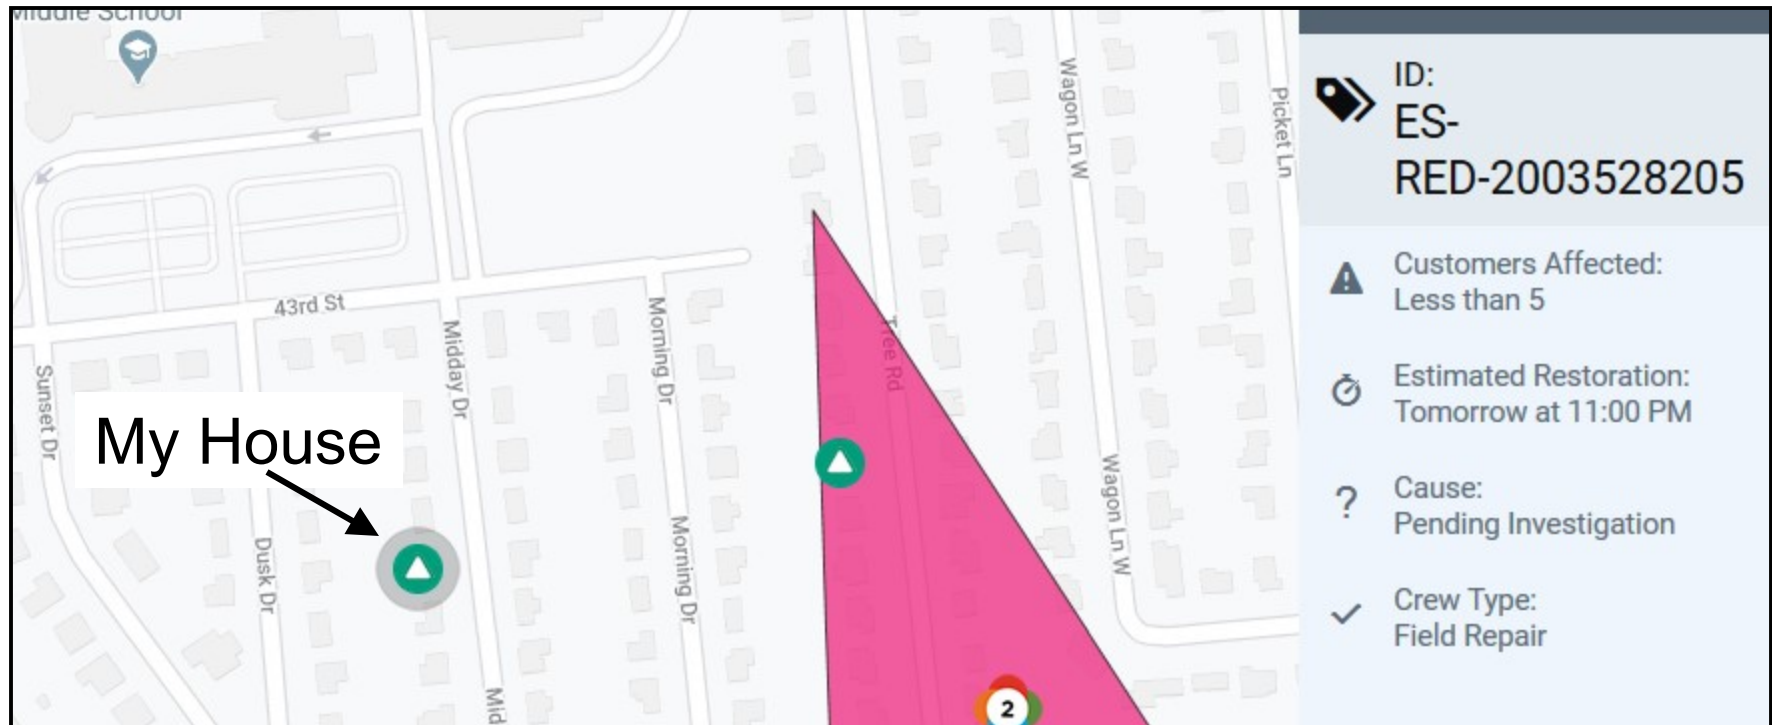 Middle School
43rd St
Sunset Dr
Dusk Dr
Midday Dr
Mid
Morning Dr
Morning Dr
Tree Rd
Wagon Ln W
Wagon Ln W
Picket Ln
My House
2
ID:
ES-
RED-2003528205
Customers Affected:
Less than 5
Estimated Restoration:
Tomorrow at 11:00 PM
?
Cause:
Pending Investigation
Crew Type:
Field Repair